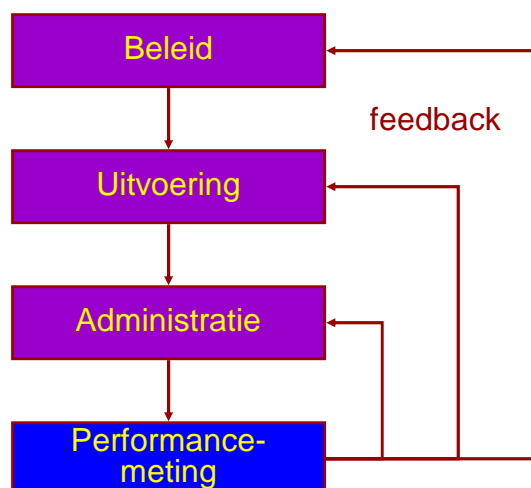 Beleid
feedback
Uitvoering
Administratie
Performance-
meting